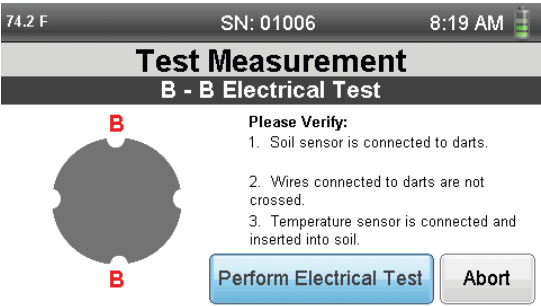 74.2 F SN: 01006 8:19 AM
Test Measurement
B - B Electrical Test
B
Please Verify:
1. Soil sensor is connected to darts.
2. Wires connected to darts are not
crossed.
3. Temperature sensor is connected and
inserted into soil.
B
Perform Electrical Test
Abort